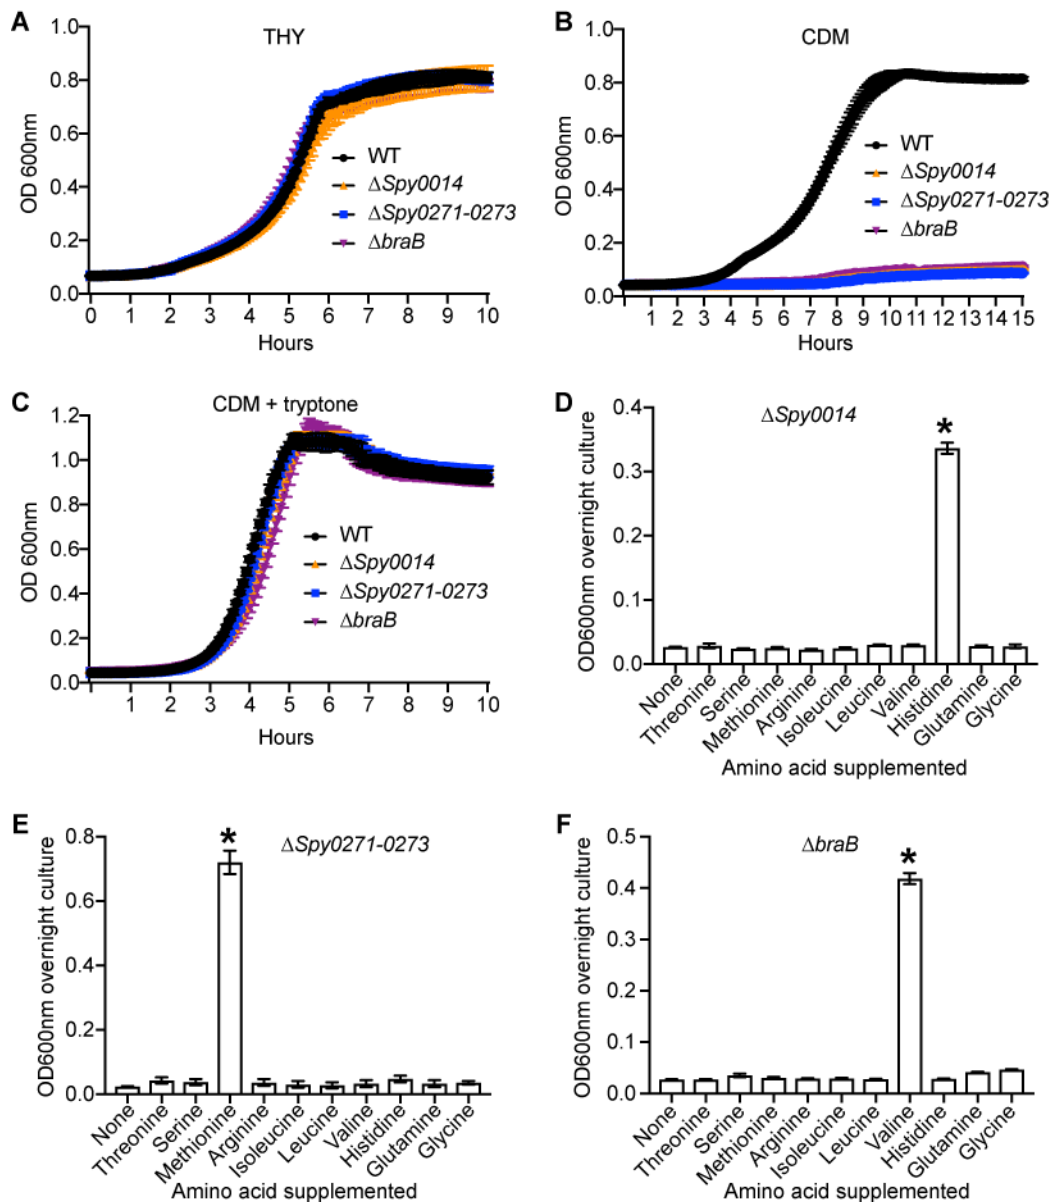 A
THY
OD 600nm
1.0
0.8
0.6
0.4
0.2
0.0
WT
ΔSpy0014
ΔSpy0271-0273
ΔbraB
0 1 2 3 4 5 6 7 8 9 10
Hours
B
CDM
OD 600nm
1.0
0.8
0.6
0.4
0.2
0.0
WT
ΔSpy0014
ΔSpy0271-0273
ΔbraB
1 2 3 4 5 6 7 8 9 10 11 12 13 14 15
Hours
C
CDM + tryptone
OD 600nm
1.2
1.0
0.8
0.6
0.4
0.2
0.0
WT
ΔSpy0014
ΔSpy0271-0273
ΔbraB
1 2 3 4 5 6 7 8 9 10
Hours
D
ΔSpy0014
OD600nm overnight culture
0.4
0.3
0.2
0.1
0.0
*
None
Threonine
Serine
Methionine
Arginine
Isoleucine
Leucine
Valine
Histidine
Glutamine
Glycine
Amino acid supplemented
E
ΔSpy0271-0273
OD600nm overnight culture
0.8
0.6
0.4
0.2
0.0
*
None
Threonine
Serine
Methionine
Arginine
Isoleucine
Leucine
Valine
Histidine
Glutamine
Glycine
Amino acid supplemented
F
ΔbraB
OD600nm overnight culture
0.5
0.4
0.3
0.2
0.1
0.0
*
None
Threonine
Serine
Methionine
Arginine
Isoleucine
Leucine
Valine
Histidine
Glutamine
Glycine
Amino acid supplemented